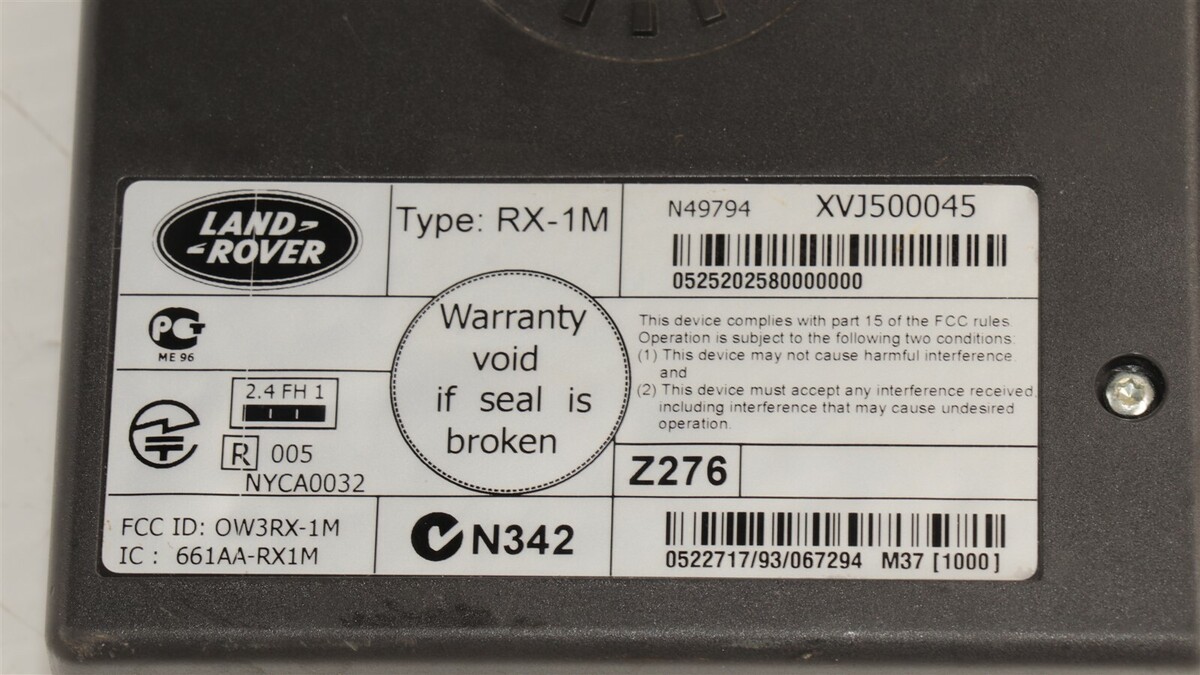 LAND-
-ROVER
Type: RX-1M
N49794 XVJ500045
0525202580000000
PCT
ME 96
2.4 FH 1
R 005
NYCA0032
Warranty
void
if seal is
broken
This device complies with part 15 of the FCC rules.
Operation is subject to the following two conditions:
(1) This device may not cause harmful interference.
and
(2) This device must accept any interference received,
including interference that may cause undesired
operation.
Z276
FCC ID: OW3RX-1M
IC : 661AA-RX1M
N342
0522717/93/067294 M37 [1000]